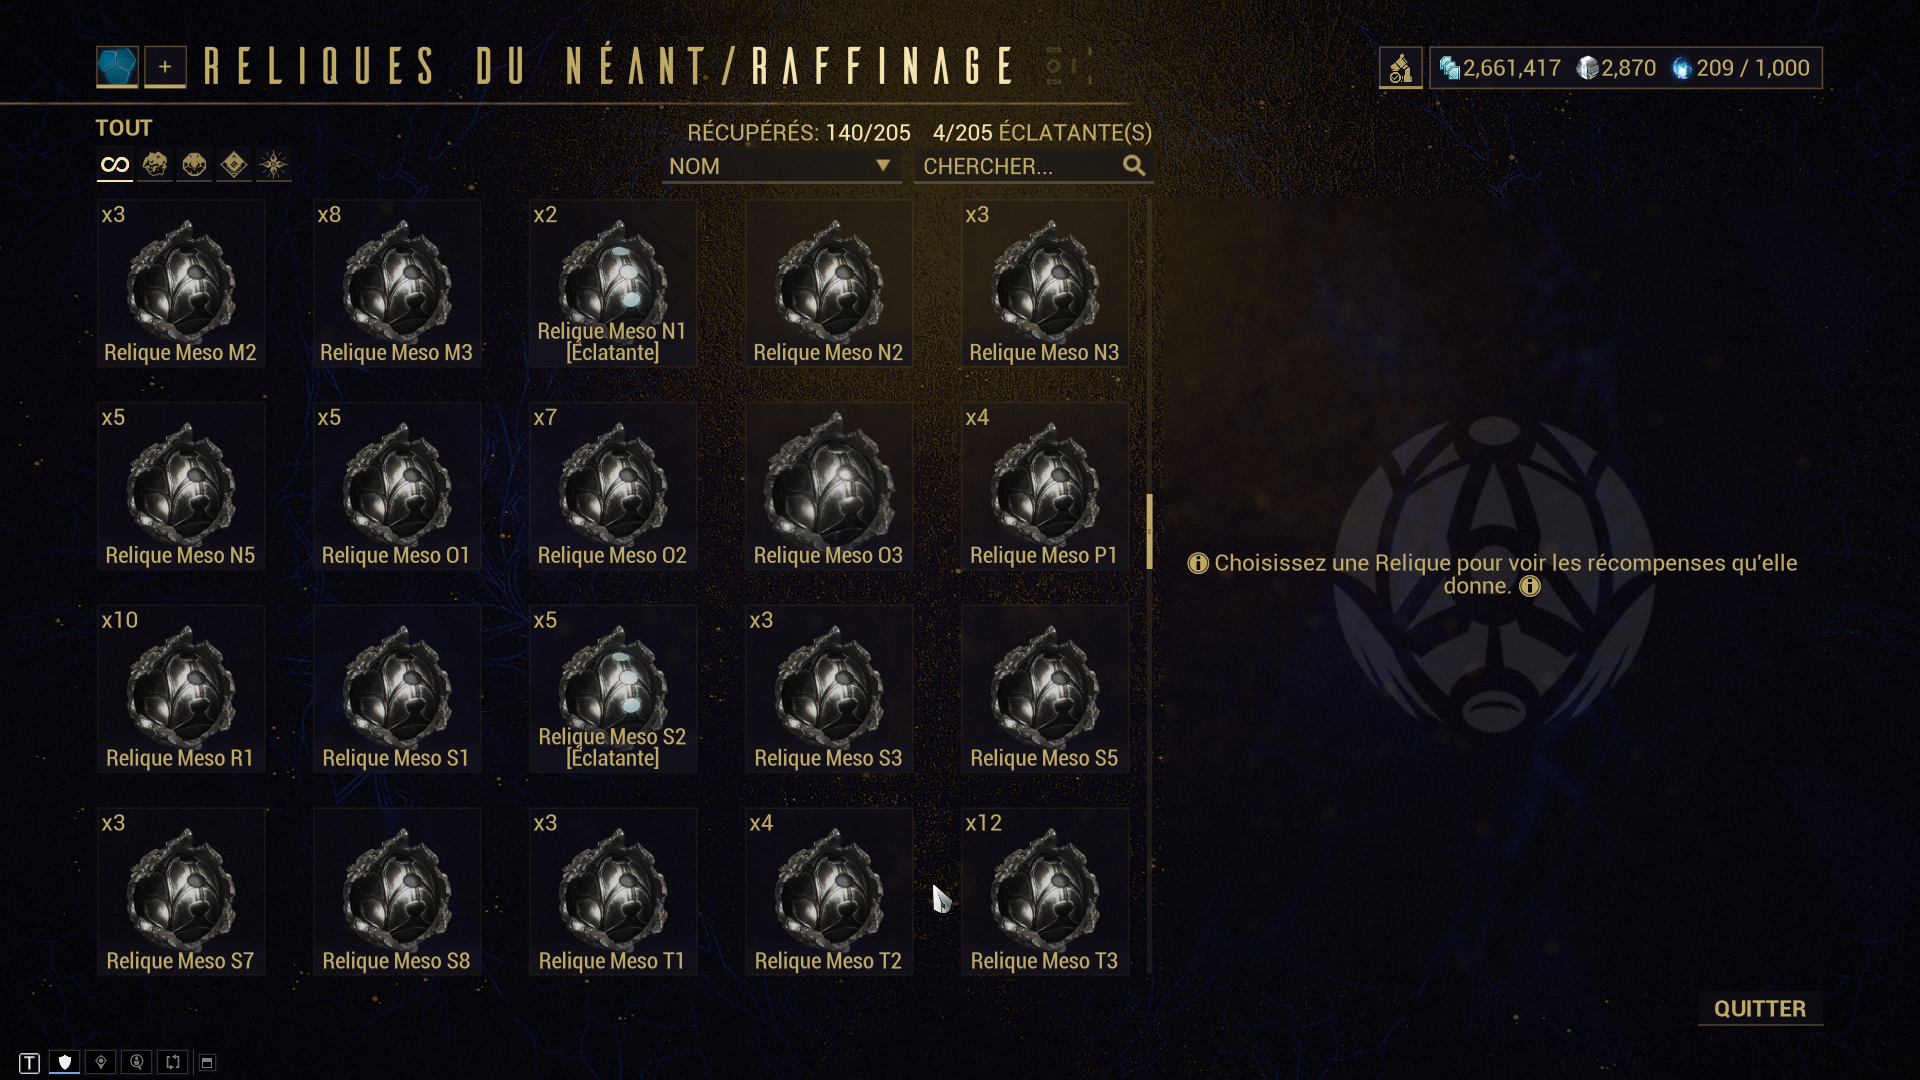 RELIQUES DU NÉANT/RAFFINAGE
2,661,417 2,870 209 / 1,000
TOUT
RÉCUPÉRÉS: 140/205 4/205 ÉCLATANTE(S)
NOM
CHERCHER...
x3 x8 x2 x3
Relique Meso M2 Relique Meso M3 Relique Meso N1 [Éclatante] Relique Meso N2 Relique Meso N3
x5 x5 x7 x4
Relique Meso N5 Relique Meso O1 Relique Meso O2 Relique Meso O3 Relique Meso P1
x10 x5 x3
Relique Meso R1 Relique Meso S1 Relique Meso S2 [Éclatante] Relique Meso S3 Relique Meso S5
x3 x3 x4 x12
Relique Meso S7 Relique Meso S8 Relique Meso T1 Relique Meso T2 Relique Meso T3
Choisissez une Relique pour voir les récompenses qu'elle
donne.
QUITTER
T